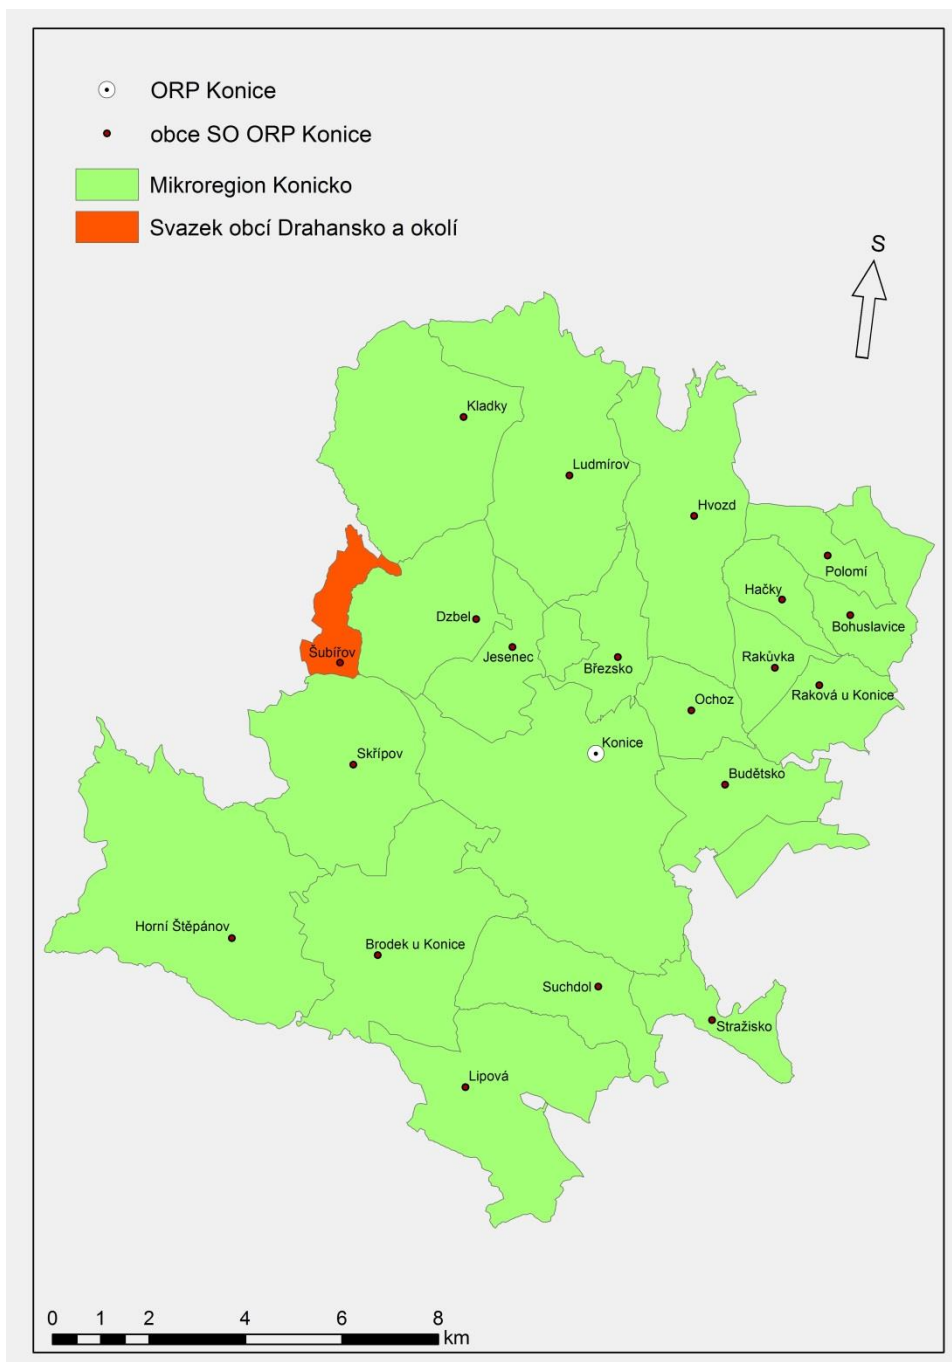 ORP Konice
obce SO ORP Konice
Mikroregion Konicko
Svazek obcí Drahansko a okolí
S
Kladky
Ludmírov
Hvozd
Polomí
Hačky
Bohuslavice
Dzbel
Jesenec
Březsko
Šubířov
Rakůvka
Raková u Konice
Ochoz
Konice
Skřípov
Budětsko
Horní Štěpánov
Brodek u Konice
Suchdol
Stražisko
Lipová
0 1 2 4 6 8
km